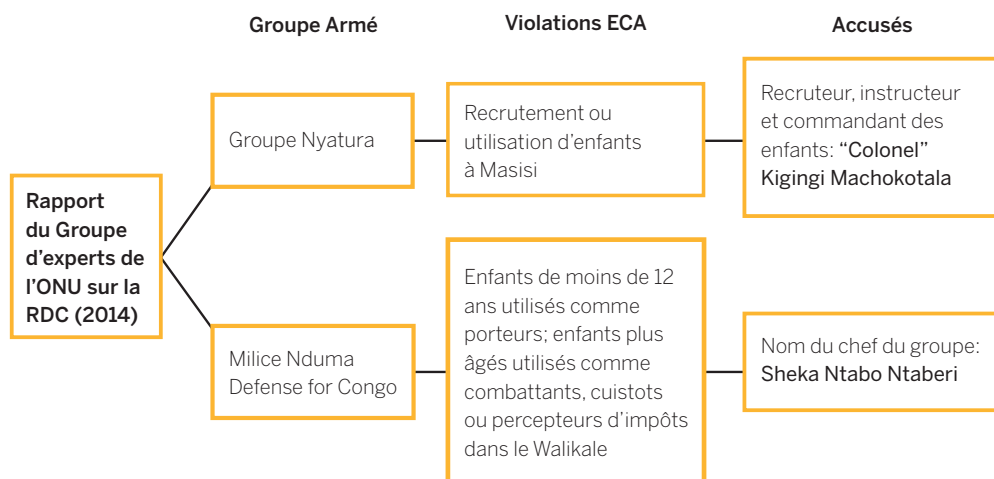 Groupe Armé
Violations ECA
Accusés
Rapport
du Groupe
d’experts de
l’ONU sur la
RDC (2014)
Groupe Nyatura
Recrutement ou
utilisation d’enfants
à Masisi
Recruteur, instructeur
et commandant des
enfants: “Colonel”
Kigingi Machokotala
Milice Nduma
Defense for Congo
Enfants de moins de 12
ans utilisés comme
porteurs; enfants plus
âgés utilisés comme
combattants, cuistots
ou percepteurs d’impôts
dans le Walikale
Nom du chef du groupe:
Sheka Ntabo Ntaberi